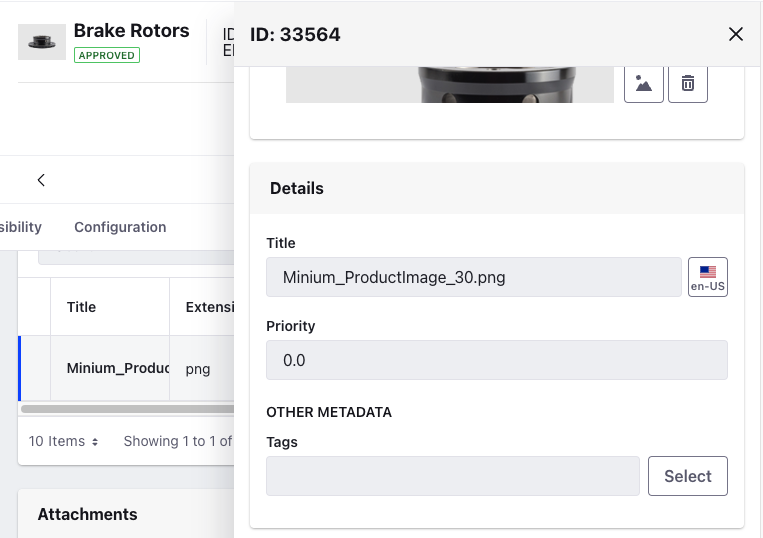 Brake Rotors
APPROVED
ID: 33564
sibility
Configuration
Title
Extensi
Minium_Produc
png
10 Items
Showing 1 to 1 of
Attachments
Details
Title
Minium_ProductImage_30.png
en-US
Priority
0.0
OTHER METADATA
Tags
Select